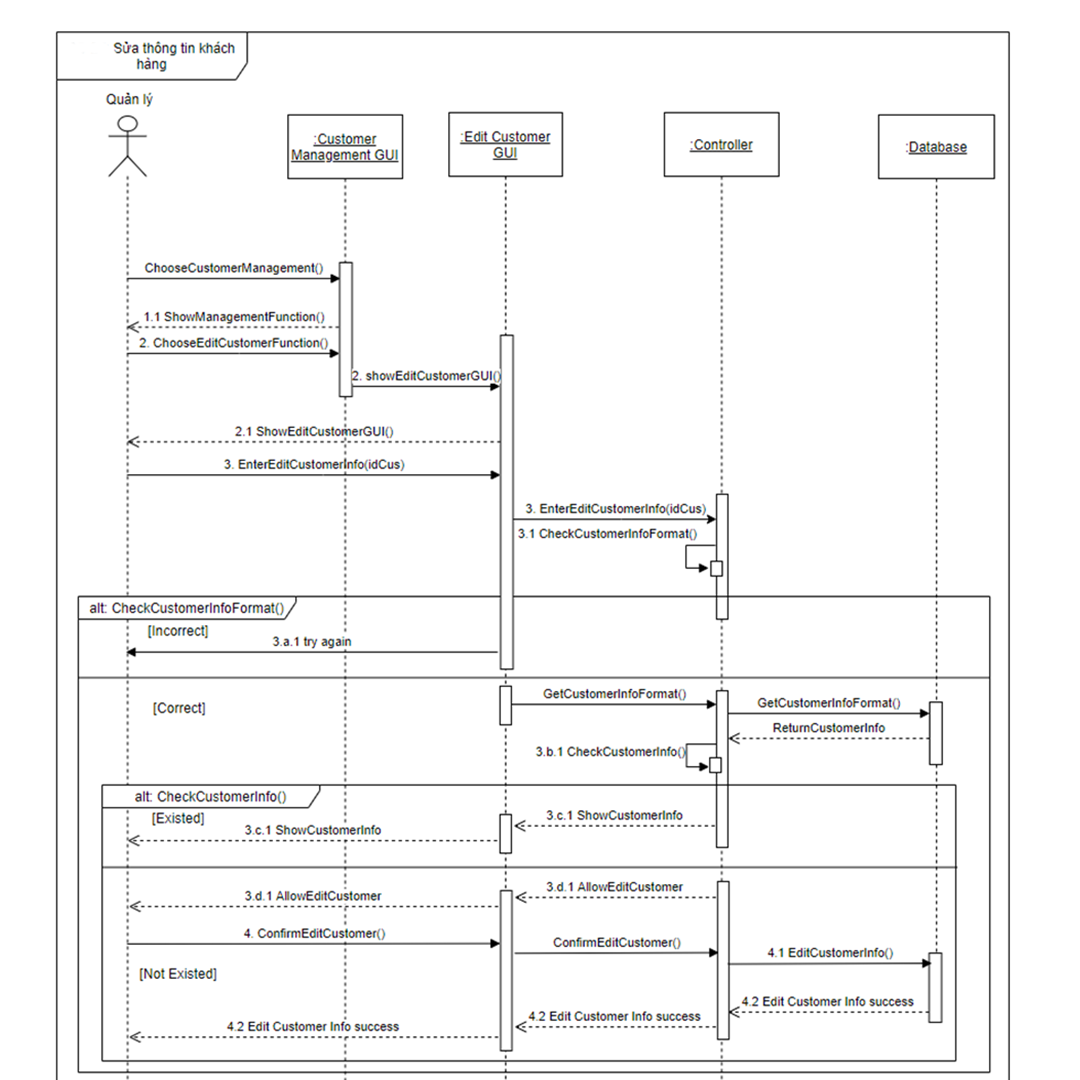 Sửa thông tin khách
hàng
Quản lý
:Customer
Management GUI
:Edit Customer
GUI
:Controller
:Database
ChooseCustomerManagement()
1.1 ShowManagementFunction()
2. ChooseEditCustomerFunction()
2. showEditCustomerGUI()
2.1 ShowEditCustomerGUI()
3. EnterEditCustomerInfo(idCus)
3. EnterEditCustomerInfo(idCus)
3.1 CheckCustomerInfoFormat()
alt: CheckCustomerInfoFormat()
[Incorrect]
3.a.1 try again
[Correct]
GetCustomerInfoFormat()
GetCustomerInfoFormat()
ReturnCustomerInfo
3.b.1 CheckCustomerInfo()
alt: CheckCustomerInfo()
[Existed]
3.c.1 ShowCustomerInfo
3.c.1 ShowCustomerInfo
3.d.1 AllowEditCustomer
3.d.1 AllowEditCustomer
4. ConfirmEditCustomer()
ConfirmEditCustomer()
4.1 EditCustomerInfo()
[Not Existed]
4.2 Edit Customer Info success
4.2 Edit Customer Info success
4.2 Edit Customer Info success